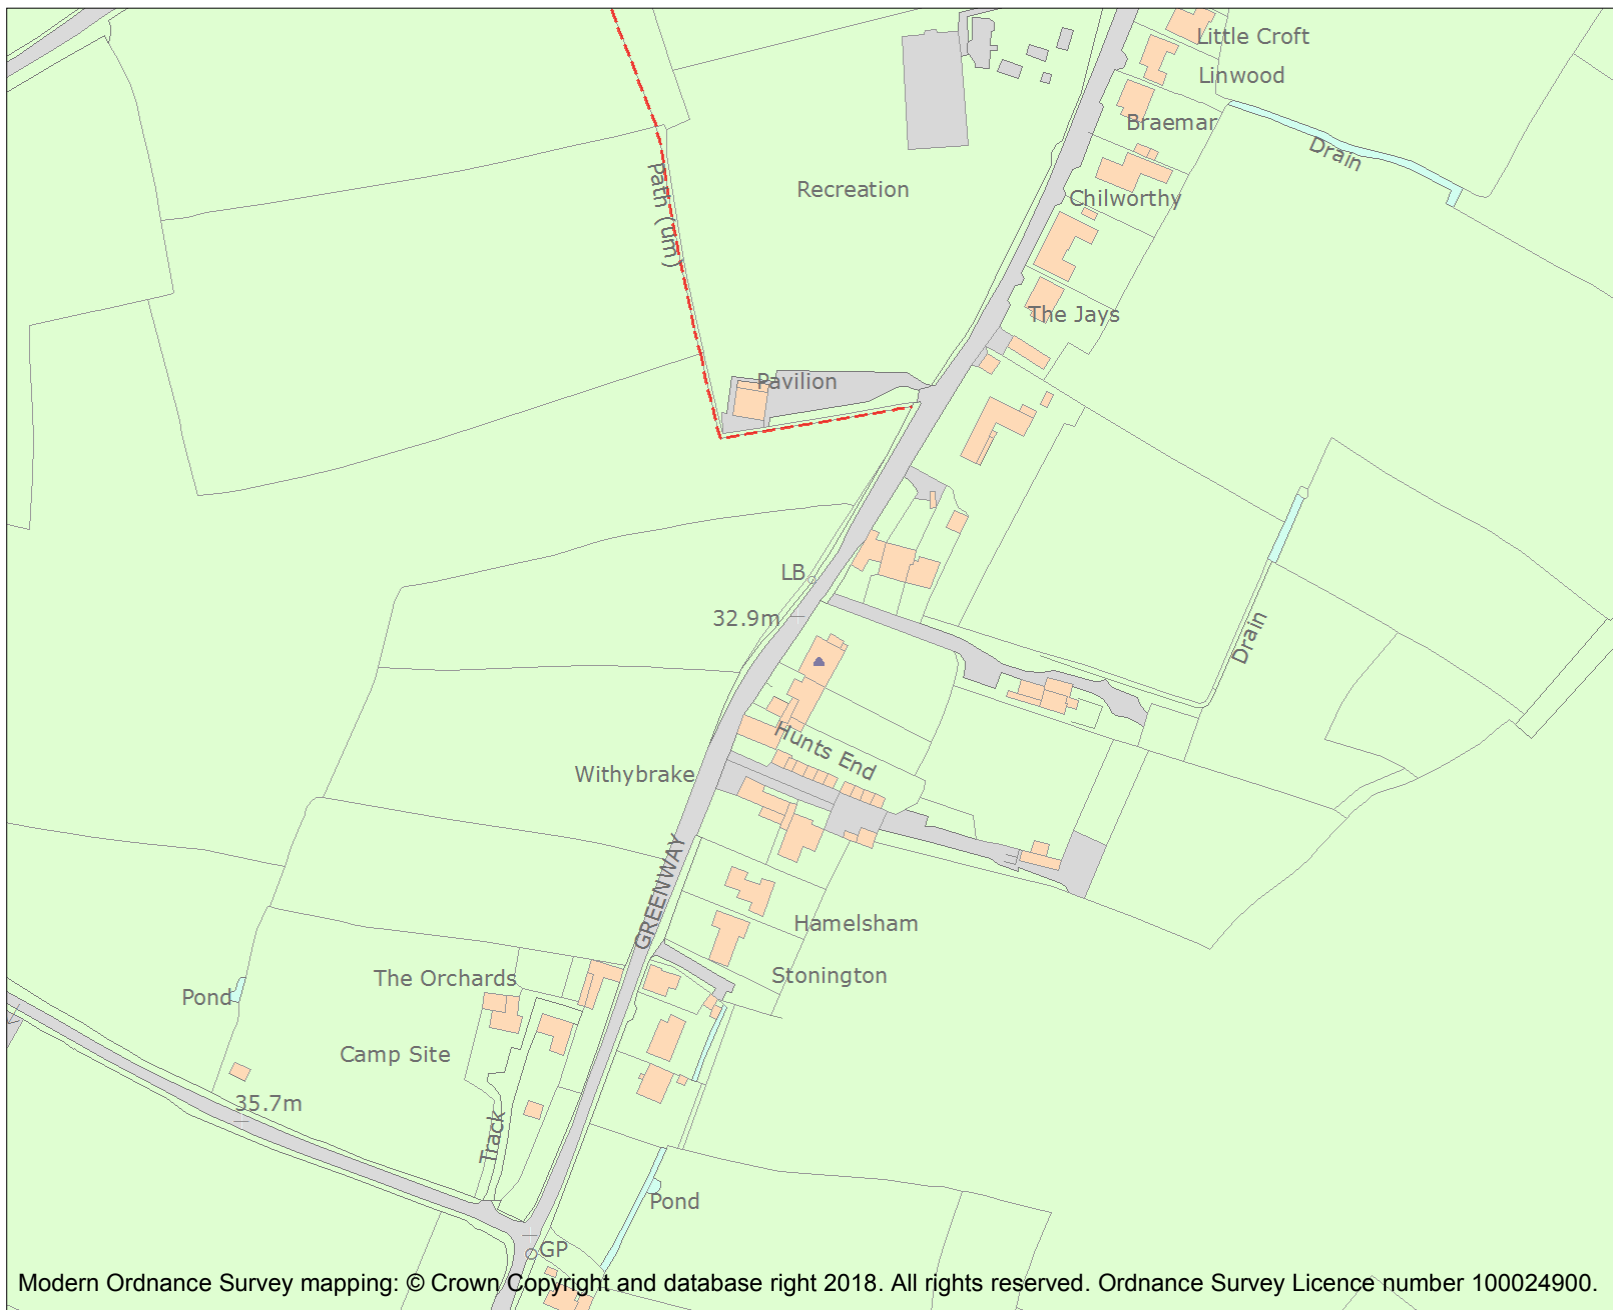 Little Croft
Linwood
Braemar
Drain
Path (um)
Recreation
Chilworthy
The Jays
Pavilion
LB
32.9m
Drain
Hunts End
Withybrake
GREENWAY
Hamelsham
The Orchards
Stonington
Pond
Camp Site
35.7m
Track
Pond
GP
Modern Ordnance Survey mapping: © Crown Copyright and database right 2018. All rights reserved. Ordnance Survey Licence number 100024900.